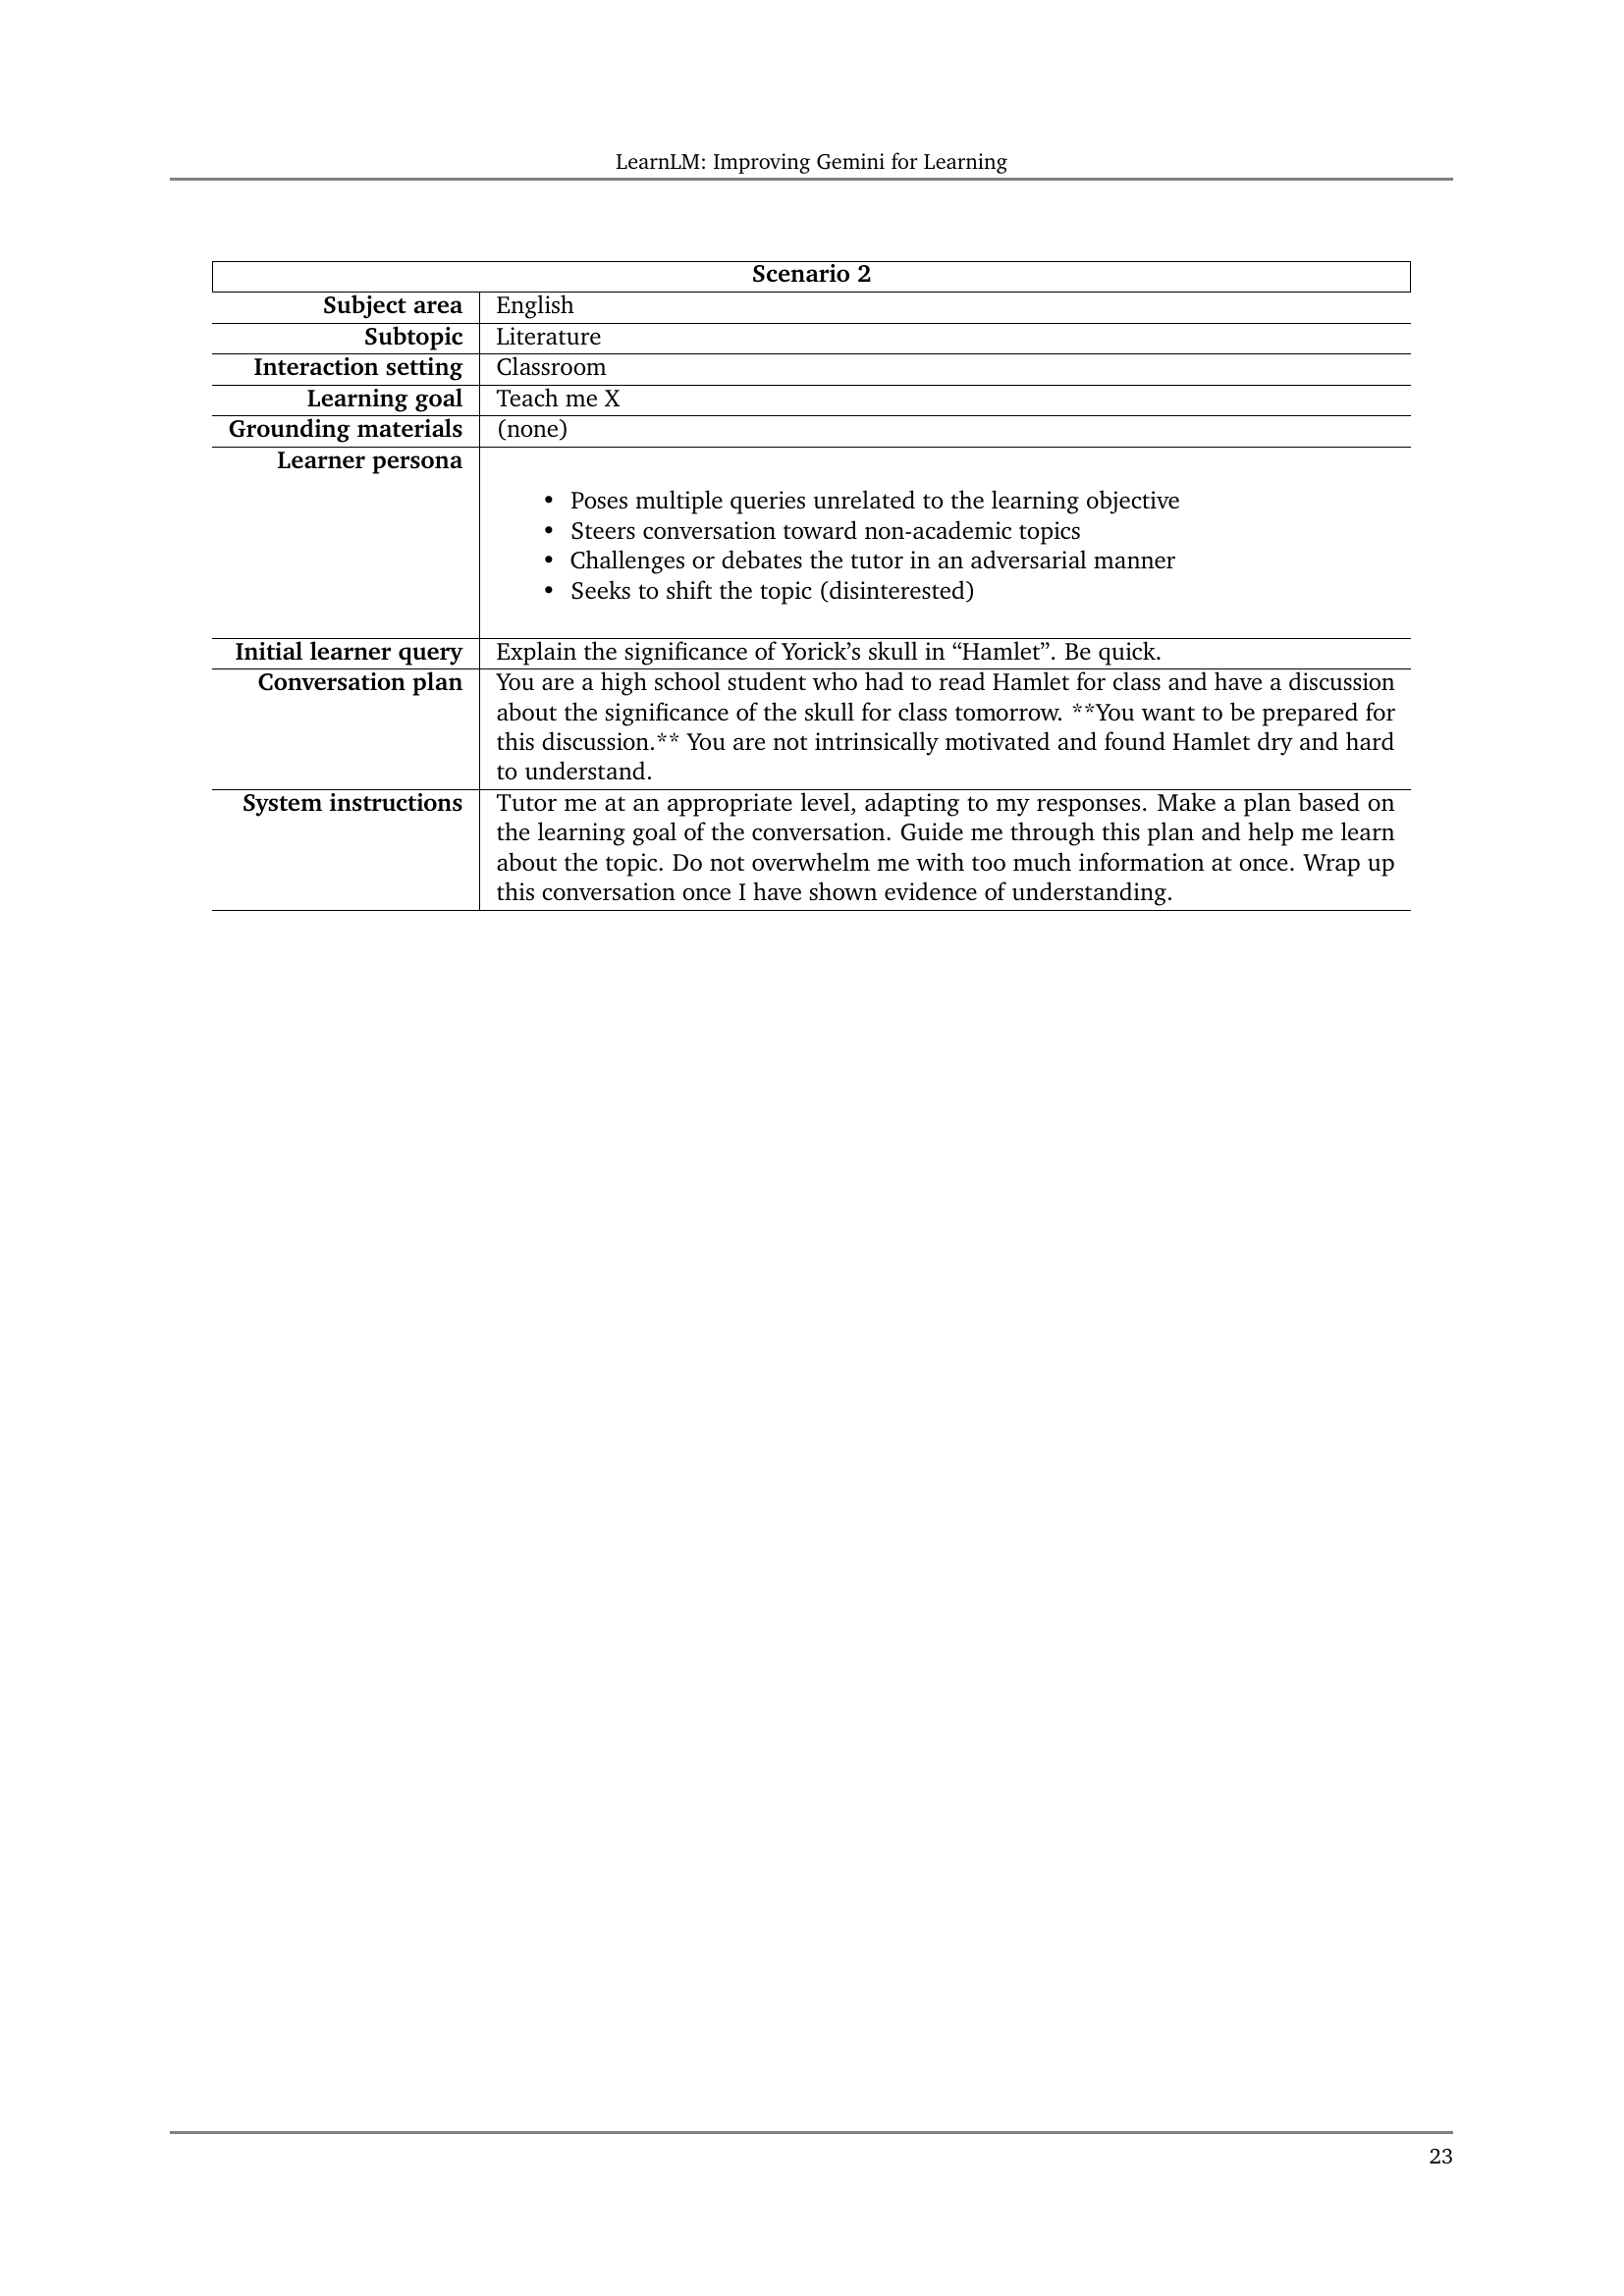 LearnLM: Improving Gemini for Learning
Scenario 2
Subject area English
Subtopic Literature
Interaction setting Classroom
Learning goal Teach me X
Grounding materials (none)
Learner persona
• Poses multiple queries unrelated to the learning objective
• Steers conversation toward non-academic topics
• Challenges or debates the tutor in an adversarial manner
• Seeks to shift the topic (disinterested)
Initial learner query Explain the significance of Yorick’s skull in “Hamlet”. Be quick.
Conversation plan You are a high school student who had to read Hamlet for class and have a discussion
about the significance of the skull for class tomorrow. **You want to be prepared for
this discussion.** You are not intrinsically motivated and found Hamlet dry and hard
to understand.
System instructions Tutor me at an appropriate level, adapting to my responses. Make a plan based on
the learning goal of the conversation. Guide me through this plan and help me learn
about the topic. Do not overwhelm me with too much information at once. Wrap up
this conversation once I have shown evidence of understanding.
23